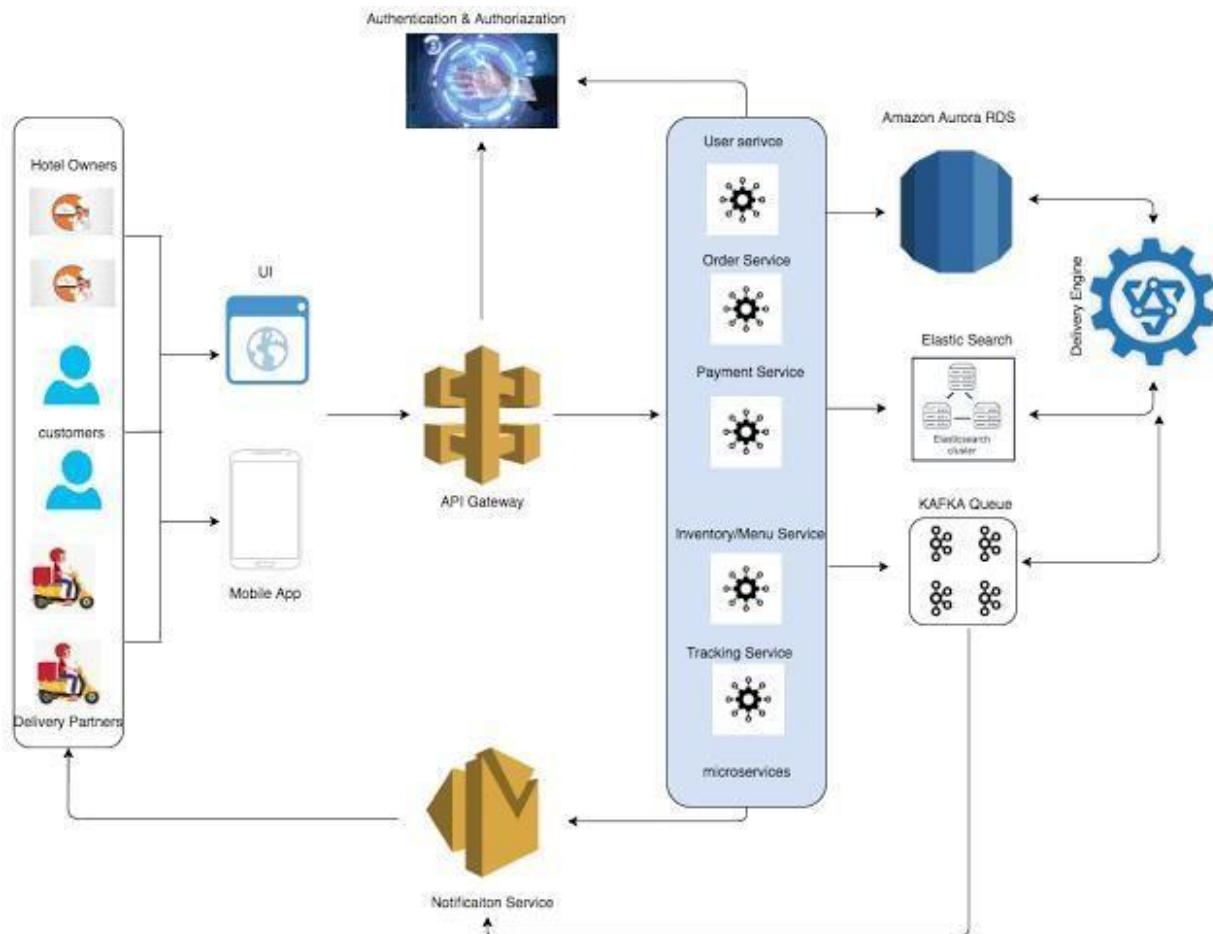 Authentication & Authoriazation
Hotel Owners
customers
Delivery Partners
UI
Mobile App
API Gateway
User serivce
Order Service
Payment Service
Inventory/Menu Service
Tracking Service
microservices
Amazon Aurora RDS
Delivery Engine
Elastic Search
Elasticsearch
cluster
KAFKA Queue
Notificaiton Service